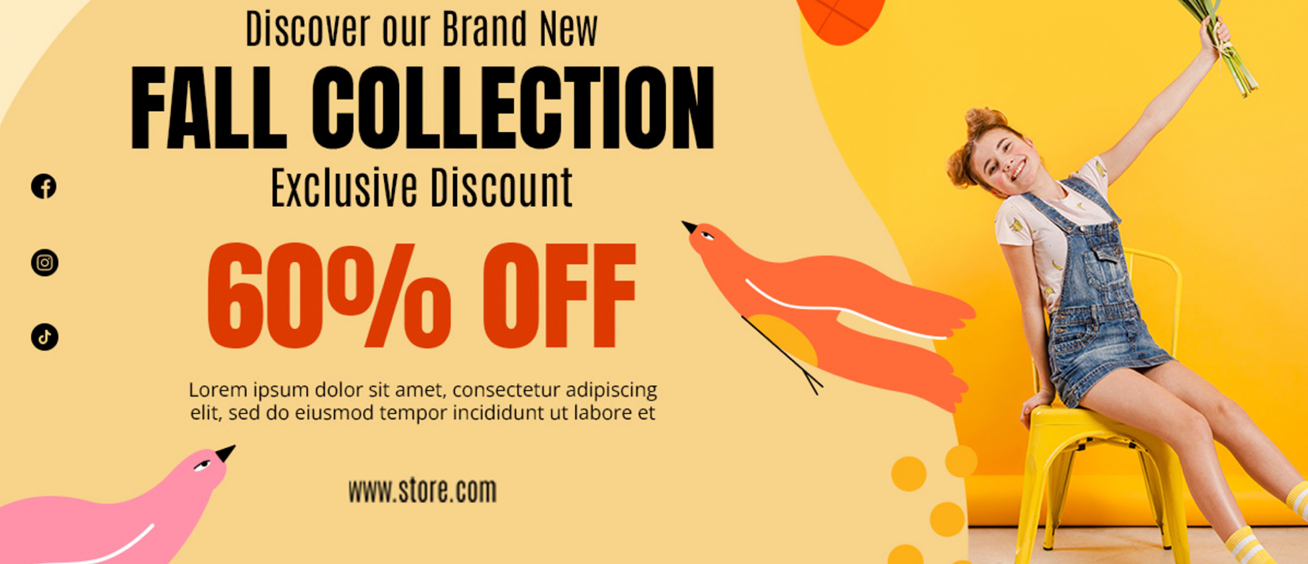 Discover our Brand New
FALL COLLECTION
Exclusive Discount
60% OFF
Lorem ipsum dolor sit amet, consectetur adipiscing
elit, sed do eiusmod tempor incididunt ut labore et
www.store.com